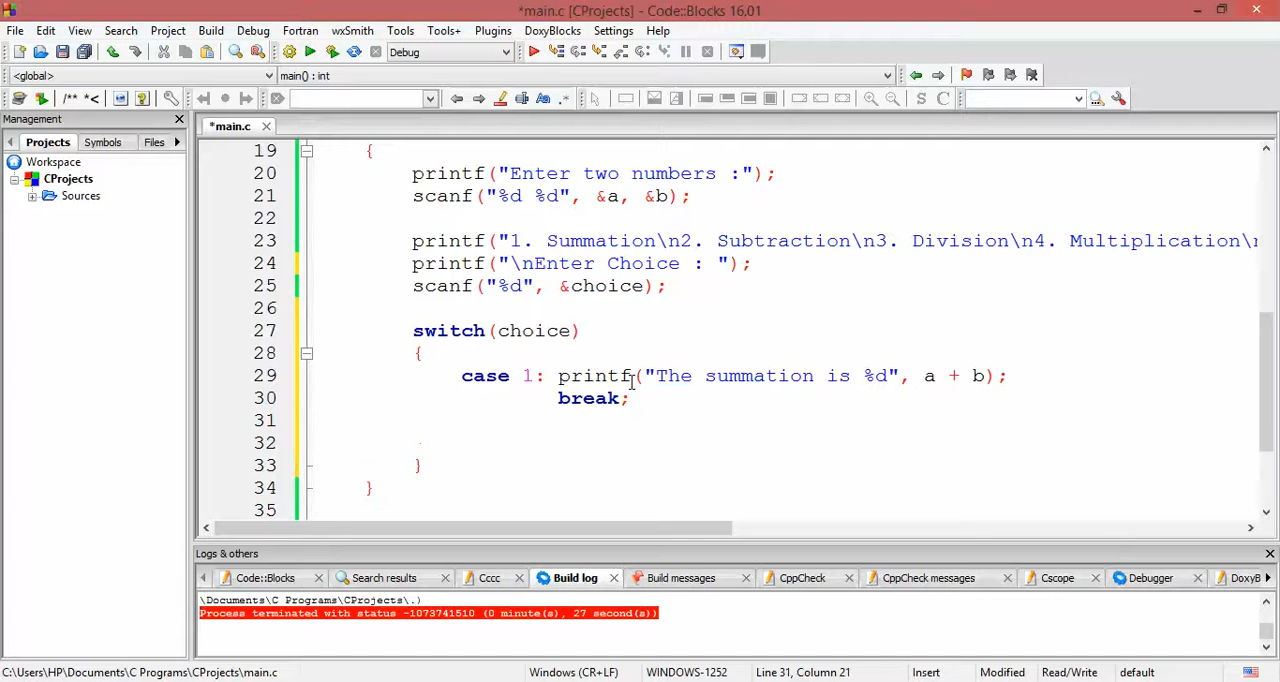 *main.c [CProjects] - Code::Blocks 16.01
File Edit View Search Project Build Debug Fortran wxSmith Tools Tools+ Plugins DoxyBlocks Settings Help
Debug
<global> main() : int
/** *< S C
Management
Projects Symbols Files
*main.c
Workspace
CProjects
Sources
19 {
20 printf("Enter two numbers :");
21 scanf("%d %d", &a, &b);
22
23 printf("1. Summation\n2. Subtraction\n3. Division\n4. Multiplication\
24 printf("\nEnter Choice : ");
25 scanf("%d", &choice);
26
27 switch(choice)
28 {
29 case 1: printf("The summation is %d", a + b);
30 break;
31
32
33 }
34 }
35
Logs & others
Code::Blocks Search results Cccc Build log Build messages CppCheck CppCheck messages Cscope Debugger DoxyB
\Documents\C Programs\CProjects\.)
Process terminated with status -1073741510 (0 minute(s), 27 second(s))
C:\Users\HP\Documents\C Programs\CProjects\main.c Windows (CR+LF) WINDOWS-1252 Line 31, Column 21 Insert Modified Read/Write default